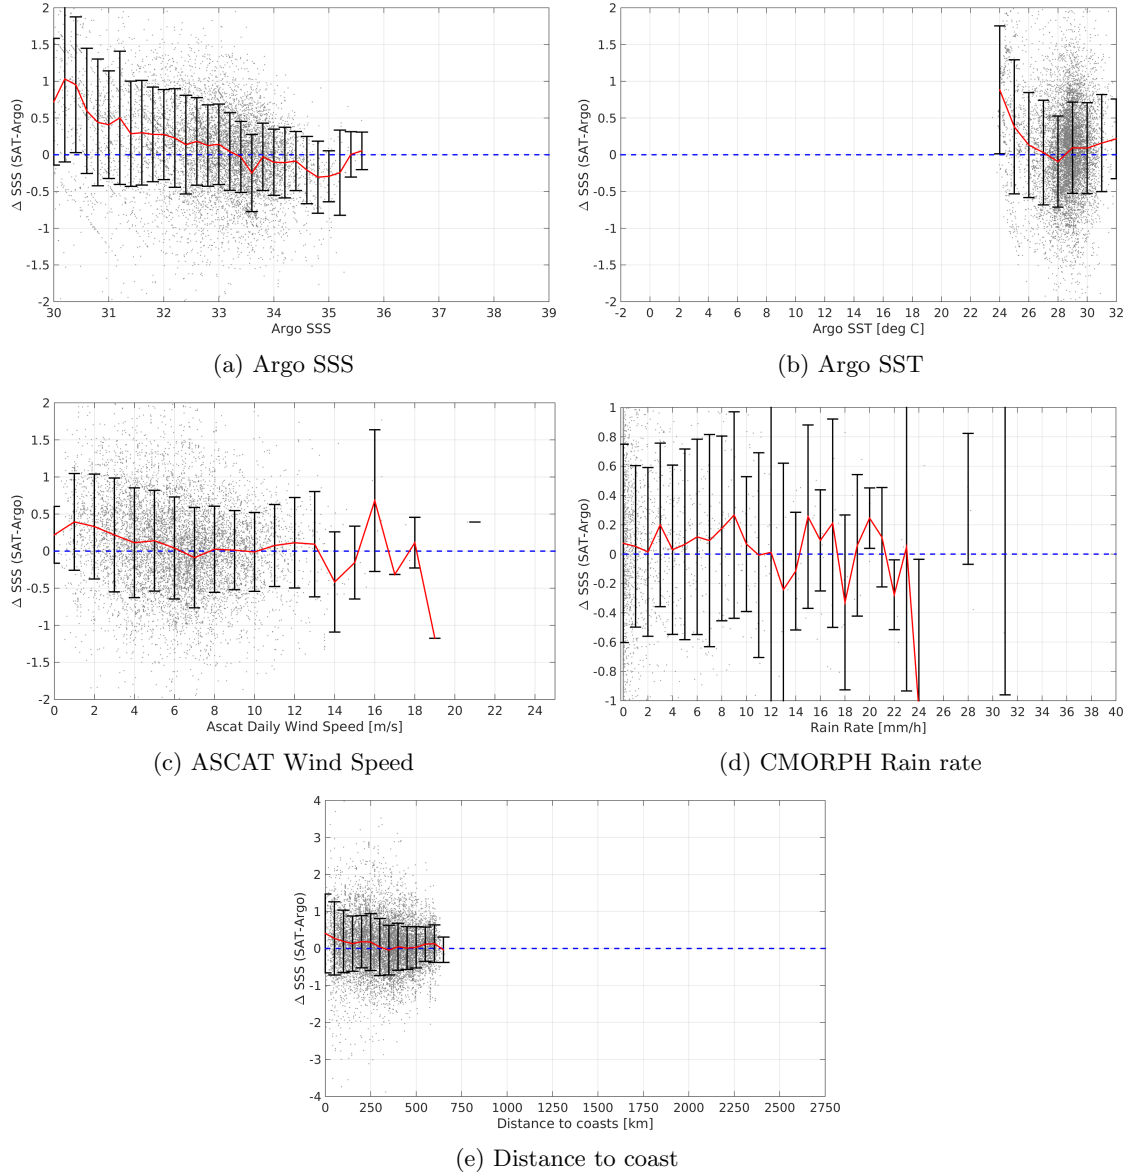 2
1.5
1
0.5
0
-0.5
-1
-1.5
-2
Δ SSS (SAT-Argo)
30 31 32 33 34 35 36 37 38 39
Argo SSS
(a) Argo SSS
2
1.5
1
0.5
0
-0.5
-1
-1.5
-2
Δ SSS (SAT-Argo)
-2 0 2 4 6 8 10 12 14 16 18 20 22 24 26 28 30 32
Argo SST [deg C]
(b) Argo SST
2
1.5
1
0.5
0
-0.5
-1
-1.5
-2
Δ SSS (SAT-Argo)
0 2 4 6 8 10 12 14 16 18 20 22 24
Ascat Daily Wind Speed [m/s]
(c) ASCAT Wind Speed
1
0.8
0.6
0.4
0.2
0
-0.2
-0.4
-0.6
-0.8
-1
Δ SSS (SAT-Argo)
0 2 4 6 8 10 12 14 16 18 20 22 24 26 28 30 32 34 36 38 40
Rain Rate [mm/h]
(d) CMORPH Rain rate
4
3
2
1
0
-1
-2
-3
-4
Δ SSS (SAT-Argo)
0 250 500 750 1000 1250 1500 1750 2000 2250 2500 2750
Distance to coasts [km]
(e) Distance to coast